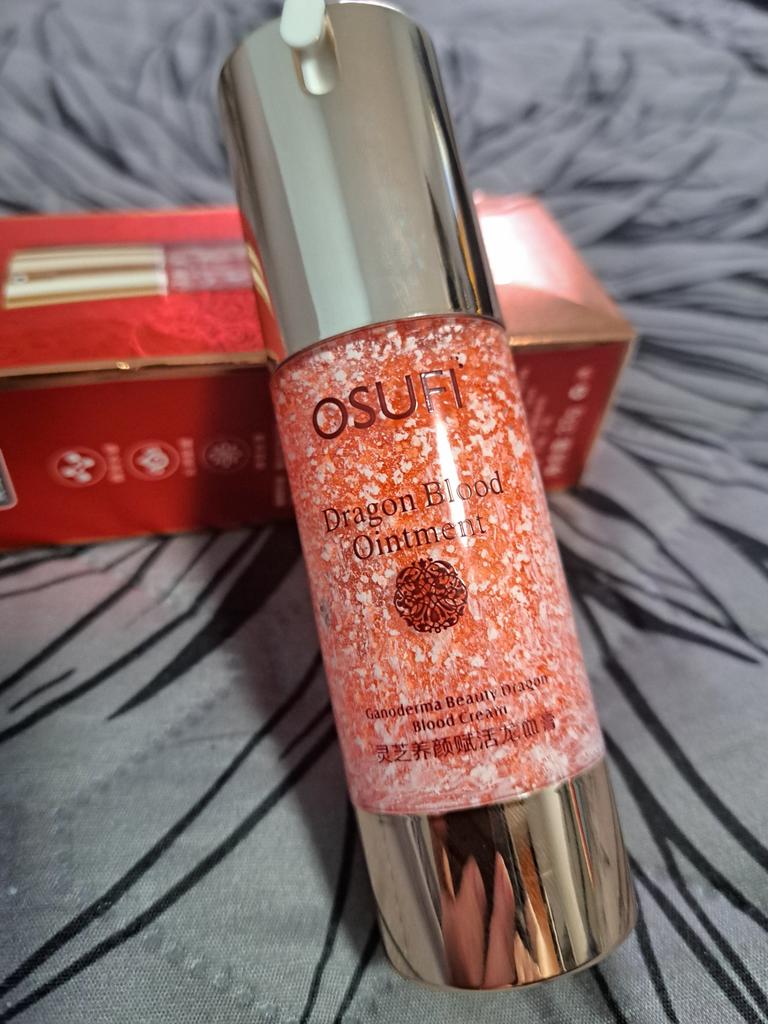 OSUFI
Dragon Blood
Ointment
Ganoderma Beauty Dragon
Blood Cream
灵芝养颜赋活龙血膏